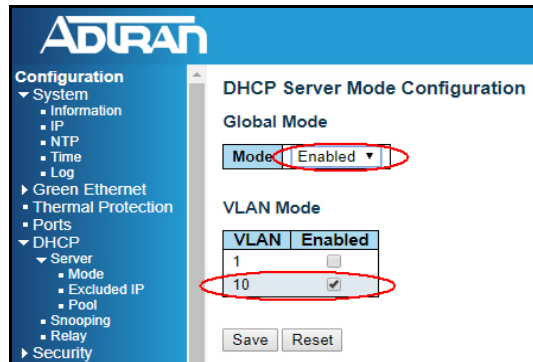 ADTRAN
Configuration
System
Information
IP
NTP
Time
Log
Green Ethernet
Thermal Protection
Ports
DHCP
Server
Mode
Excluded IP
Pool
Snooping
Relay
Security
DHCP Server Mode Configuration
Global Mode
Mode Enabled
VLAN Mode
VLAN Enabled
1
10
Save Reset